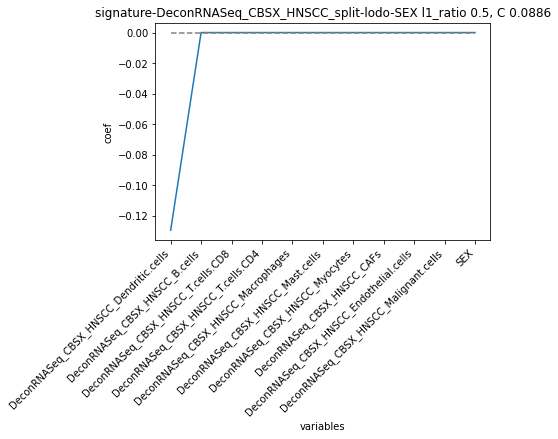 signature-DeconRNASeq_CBSX_HNSCC_split-lodo-SEX l1_ratio 0.5, C 0.0886
0.00
−0.02
−0.04
−0.06
−0.08
−0.10
−0.12
coef
DeconRNASeq_CBSX_HNSCC_Dendritic.cells
DeconRNASeq_CBSX_HNSCC_B.cells
DeconRNASeq_CBSX_HNSCC_T.cells.CD8
DeconRNASeq_CBSX_HNSCC_T.cells.CD4
DeconRNASeq_CBSX_HNSCC_Macrophages
DeconRNASeq_CBSX_HNSCC_Mast.cells
DeconRNASeq_CBSX_HNSCC_Myocytes
DeconRNASeq_CBSX_HNSCC_CAFs
DeconRNASeq_CBSX_HNSCC_Endothelial.cells
DeconRNASeq_CBSX_HNSCC_Malignant.cells
SEX
variables